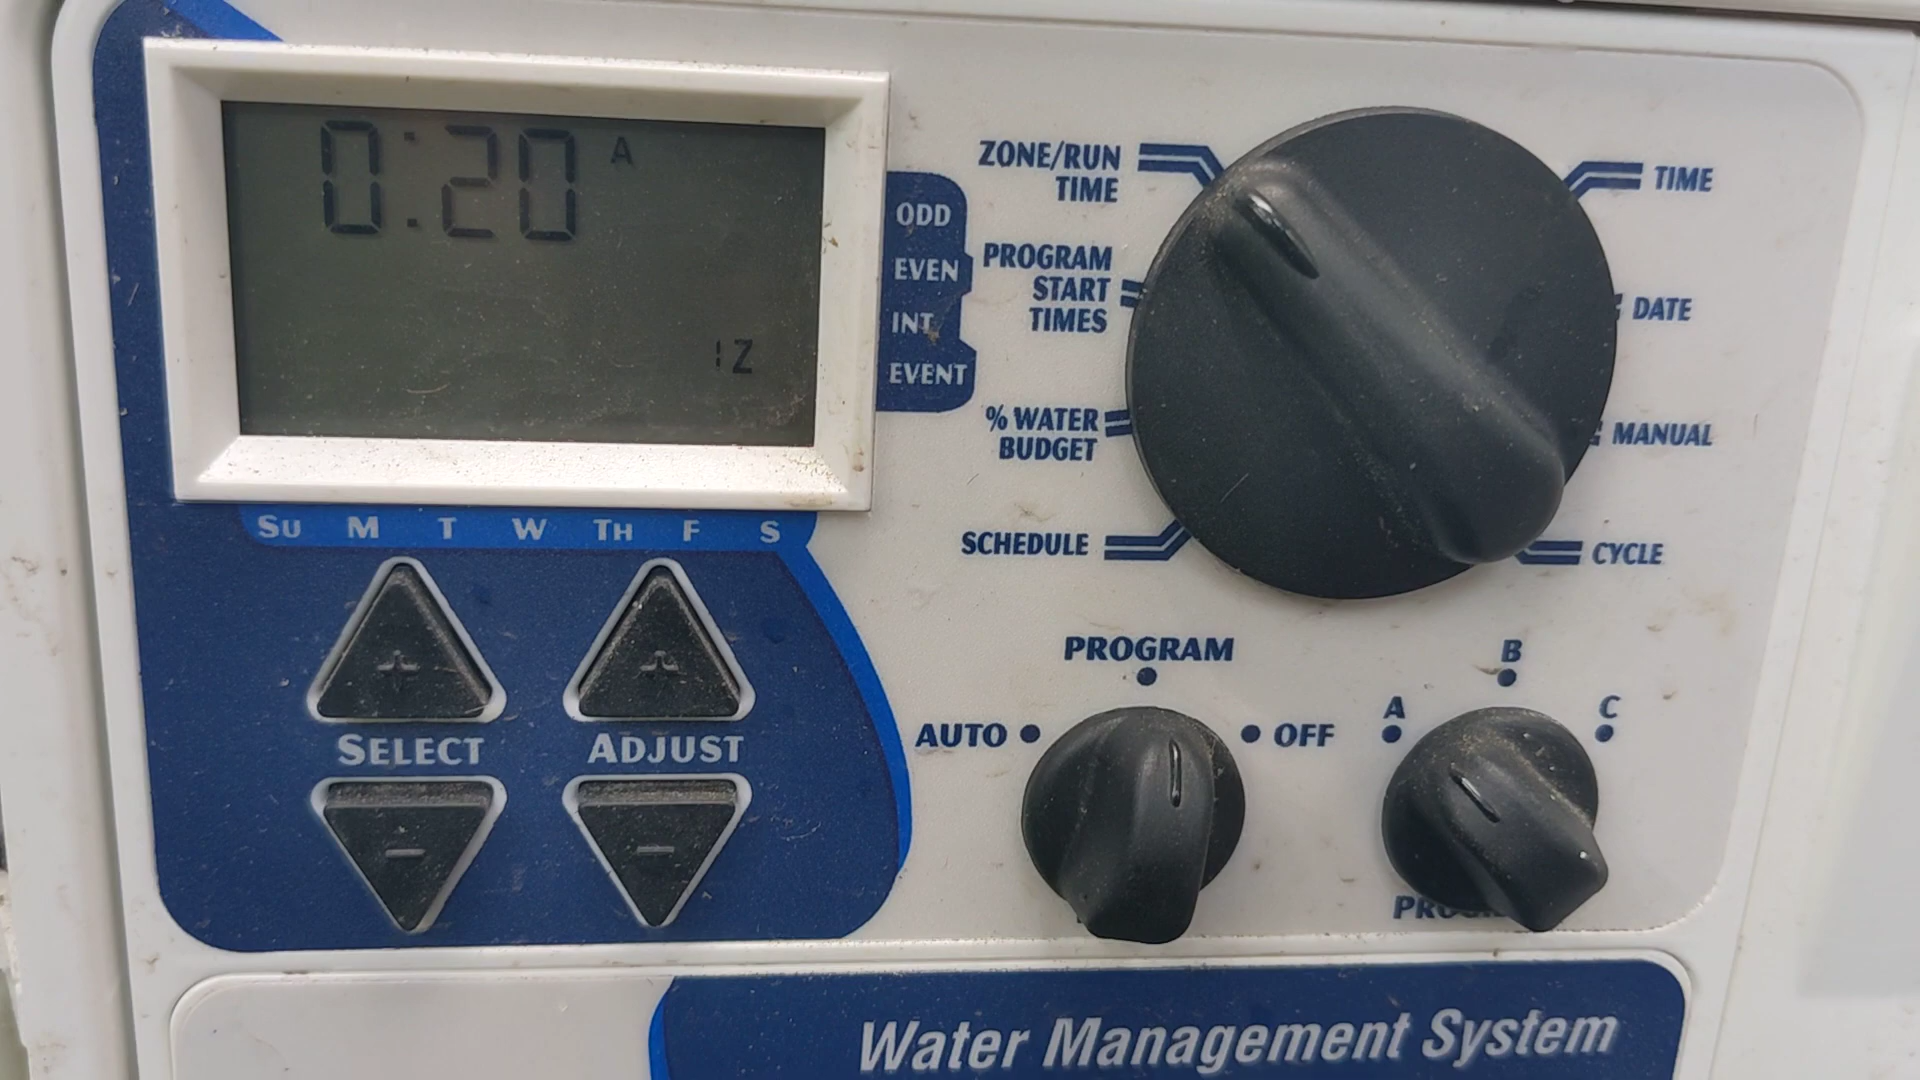 0:20 A
1Z
ODD
EVEN
INT
EVENT
SU M T W TH F S
SELECT
ADJUST
ZONE/RUN
TIME
PROGRAM
START
TIMES
% WATER
BUDGET
SCHEDULE
TIME
DATE
MANUAL
CYCLE
PROGRAM
AUTO
OFF
A
B
C
Water Management System